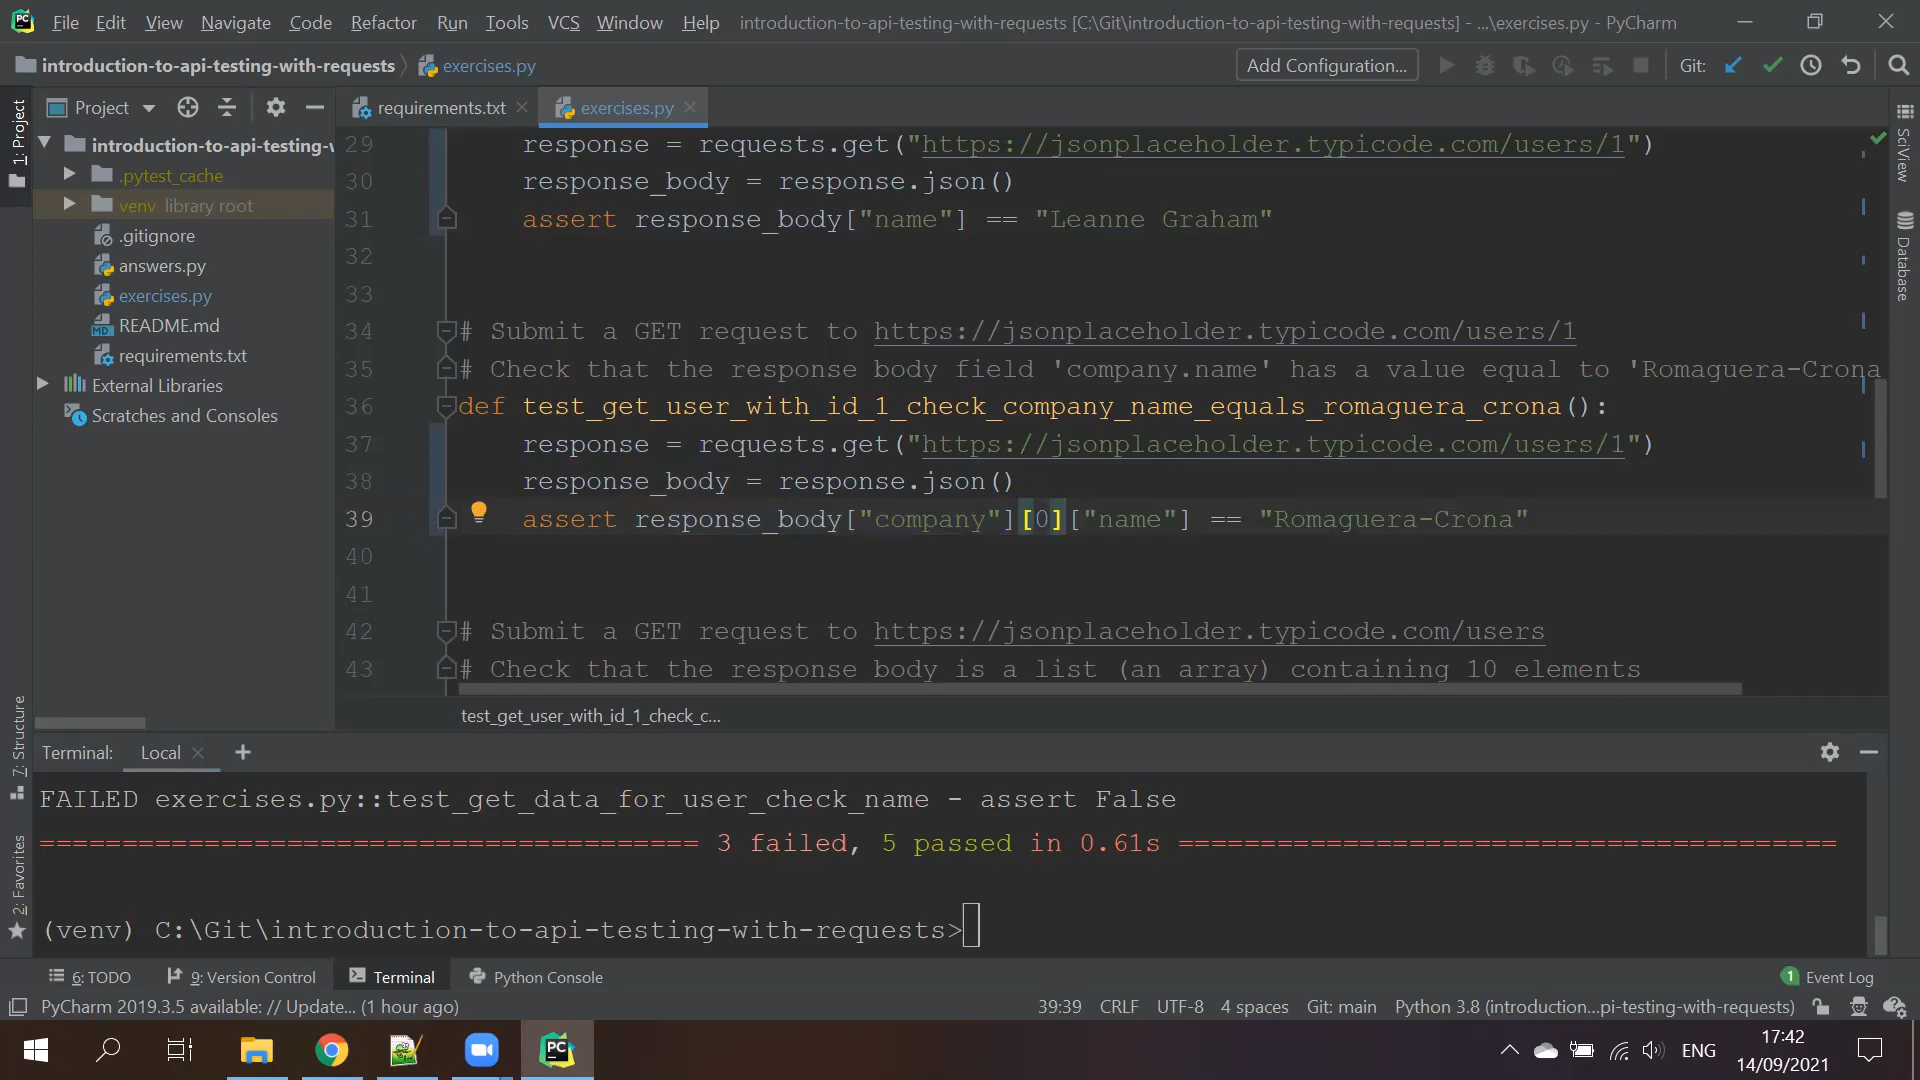 PC File Edit View Navigate Code Refactor Run Tools VCS Window Help introduction-to-api-testing-with-requests [C:\Git\introduction-to-api-testing-with-requests] - ...\exercises.py - PyCharm
introduction-to-api-testing-with-requests exercises.py Add Configuration... Git:
1: Project
Project
requirements.txt exercises.py
introduction-to-api-testing-w
.pytest_cache
venv library root
.gitignore
answers.py
exercises.py
README.md
requirements.txt
External Libraries
Scratches and Consoles
29 response = requests.get("https://jsonplaceholder.typicode.com/users/1")
30 response_body = response.json()
31 assert response_body["name"] == "Leanne Graham"
32
33
34 # Submit a GET request to https://jsonplaceholder.typicode.com/users/1
35 # Check that the response body field 'company.name' has a value equal to 'Romaguera-Crona
36 def test_get_user_with_id_1_check_company_name_equals_romaguera_crona():
37 response = requests.get("https://jsonplaceholder.typicode.com/users/1")
38 response_body = response.json()
39 assert response_body["company"][0]["name"] == "Romaguera-Crona"
40
41
42 # Submit a GET request to https://jsonplaceholder.typicode.com/users
43 # Check that the response body is a list (an array) containing 10 elements
test_get_user_with_id_1_check_c...
SciView
Database
7: Structure
2: Favorites
Terminal: Local
FAILED exercises.py::test_get_data_for_user_check_name - assert False
========================================= 3 failed, 5 passed in 0.61s =========================================
(venv) C:\Git\introduction-to-api-testing-with-requests>
6: TODO 9: Version Control Terminal Python Console 1 Event Log
PyCharm 2019.3.5 available: // Update... (1 hour ago) 39:39 CRLF UTF-8 4 spaces Git: main Python 3.8 (introduction...pi-testing-with-requests)
PC ENG 17:42
14/09/2021